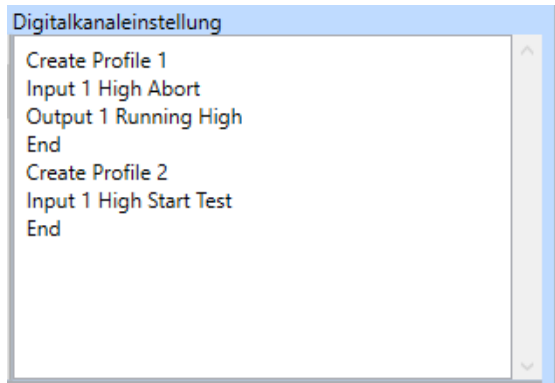 Digitalkanaleinstellung
Create Profile 1
Input 1 High Abort
Output 1 Running High
End
Create Profile 2
Input 1 High Start Test
End